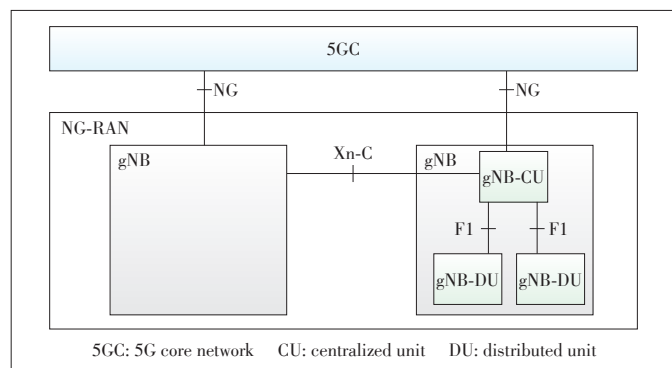 5GC
NG NG
NG-RAN
gNB Xn-C gNB
gNB-CU
F1 F1
gNB-DU gNB-DU
5GC: 5G core network CU: centralized unit DU: distributed unit